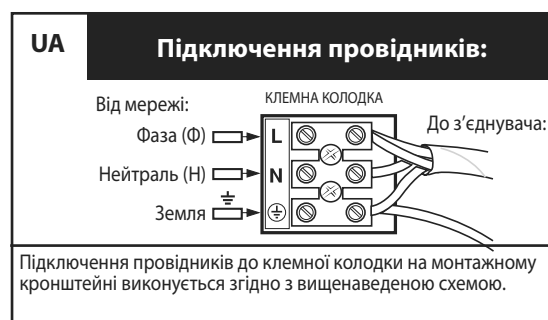 UA
Підключення провідників:
Від мережі:
КЛЕМНА КОЛОДКА
До з’єднувача:
Фаза (Ф)
L
Нейтраль (Н)
N
Земля
Підключення провідників до клемної колодки на монтажному
кронштейні виконується згідно з вищенаведеною схемою.